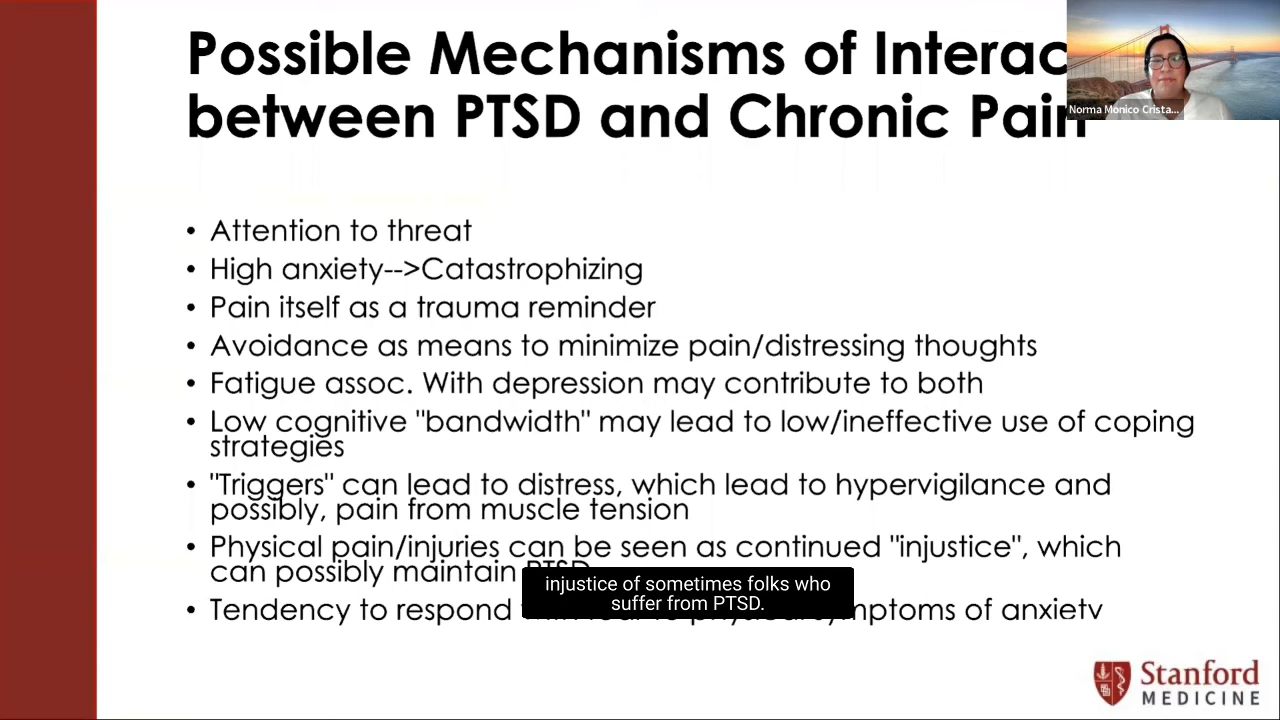 Possible Mechanisms of Interac
between PTSD and Chronic Pain
Norma Monico Crista...
• Attention to threat
• High anxiety-->Catastrophizing
• Pain itself as a trauma reminder
• Avoidance as means to minimize pain/distressing thoughts
• Fatigue assoc. With depression may contribute to both
• Low cognitive "bandwidth" may lead to low/ineffective use of coping
strategies
• "Triggers" can lead to distress, which lead to hypervigilance and
possibly, pain from muscle tension
• Physical pain/injuries can be seen as continued "injustice", which
can possibly maintain PTSD
injustice of sometimes folks who
suffer from PTSD.
• Tendency to respond symptoms of anxiety
Stanford
MEDICINE